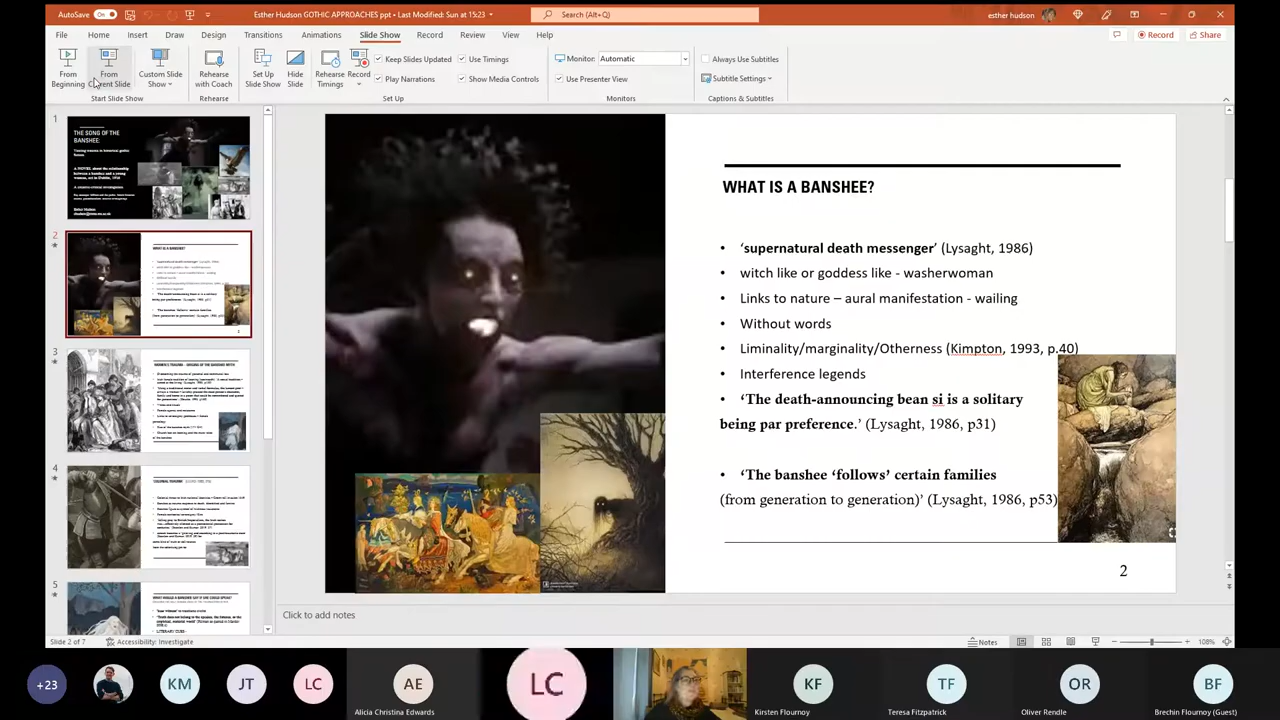 AutoSave On
Esther Hudson GOTHIC APPROACHES ppt • Last Modified: Sun at 15:23
Search (Alt+Q)
esther hudson
File Home Insert Draw Design Transitions Animations Slide Show Record Review View Help
Record Share
From Beginning
From Current Slide
Custom Slide Show
Rehearse with Coach
Set Up Slide Show
Hide Slide
Rehearse Timings
Record
Keep Slides Updated
Play Narrations
Use Timings
Show Media Controls
Monitor: Automatic
Use Presenter View
Always Use Subtitles
Subtitle Settings
Start Slide Show
Rehearse
Set Up
Monitors
Captions & Subtitles
1
THE SONG OF THE
BANSHEE:
2
WHAT IS A BANSHEE?
3
4
5
WHAT IS A BANSHEE?
• ‘supernatural death messenger’ (Lysaght, 1986)
• witch like or goddess like - washerwoman
• Links to nature – aural manifestation - wailing
• Without words
• Liminality/marginality/Otherness (Kimpton, 1993, p.40)
• Interference legends
• ‘The death-announcing bean si is a solitary
being par preference.’ (Lysaght, 1986, p31)
• ‘The banshee ‘follows’ certain families
(from generation to generation)’ (Lysaght, 1986, p53)
2
Click to add notes
Slide 2 of 7
Accessibility: Investigate
Notes
108%
+23
KM
JT
LC
AE
Alicia Christina Edwards
LC
KF
Kirsten Flournoy
TF
Teresa Fitzpatrick
OR
Oliver Rendle
BF
Brechin Flournoy (Guest)